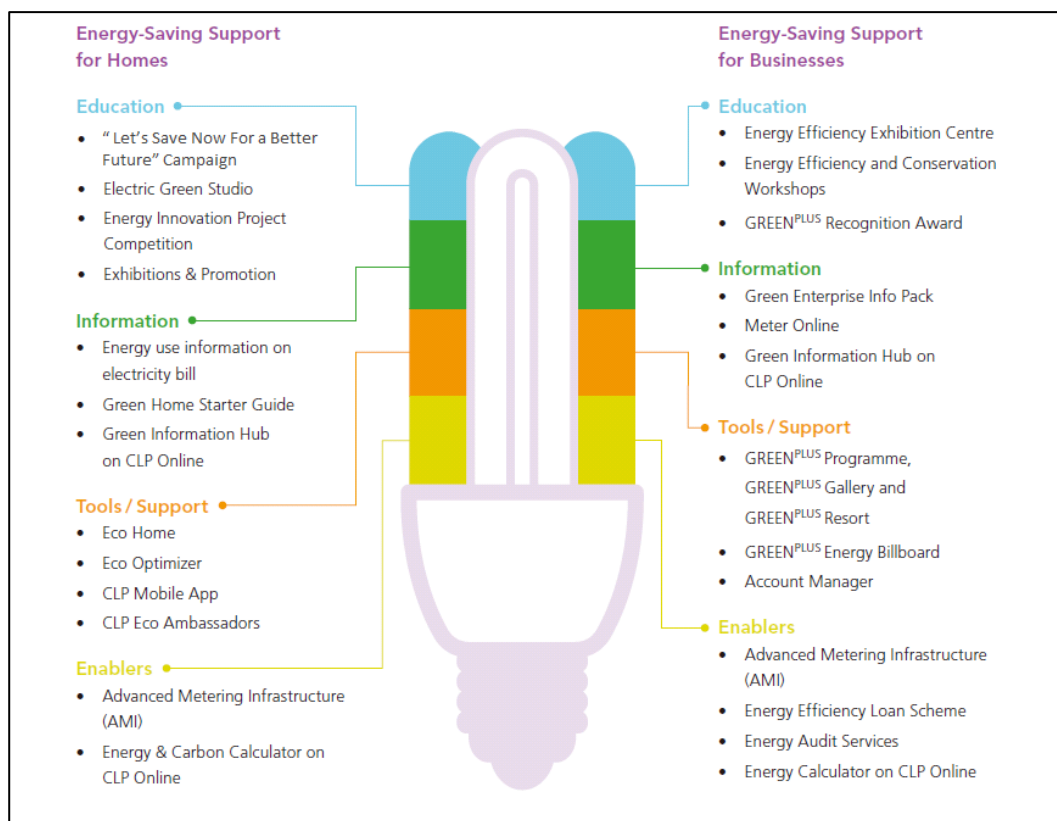 Energy-Saving Support
for Homes
Education
• “ Let’s Save Now For a Better
Future” Campaign
• Electric Green Studio
• Energy Innovation Project
Competition
• Exhibitions & Promotion
Information
• Energy use information on
electricity bill
• Green Home Starter Guide
• Green Information Hub
on CLP Online
Tools / Support
• Eco Home
• Eco Optimizer
• CLP Mobile App
• CLP Eco Ambassadors
Enablers
• Advanced Metering Infrastructure
(AMI)
• Energy & Carbon Calculator on
CLP Online
Energy-Saving Support
for Businesses
Education
• Energy Efficiency Exhibition Centre
• Energy Efficiency and Conservation
Workshops
• GREENPLUS Recognition Award
Information
• Green Enterprise Info Pack
• Meter Online
• Green Information Hub on
CLP Online
Tools / Support
• GREENPLUS Programme,
GREENPLUS Gallery and
GREENPLUS Resort
• GREENPLUS Energy Billboard
• Account Manager
Enablers
• Advanced Metering Infrastructure
(AMI)
• Energy Efficiency Loan Scheme
• Energy Audit Services
• Energy Calculator on CLP Online